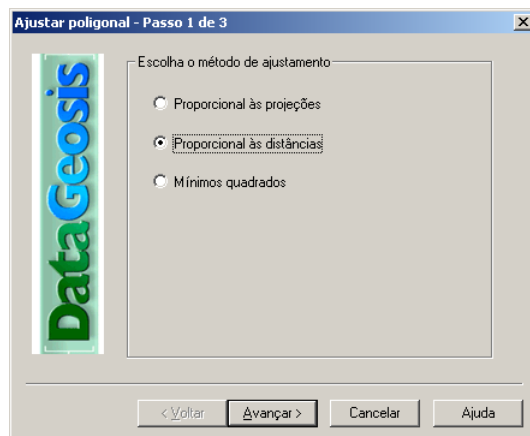 Ajustar poligonal - Passo 1 de 3
DataGeosis
Escolha o método de ajustamento
Proporcional às projeções
Proporcional às distâncias
Mínimos quadrados
< Voltar
Avançar >
Cancelar
Ajuda